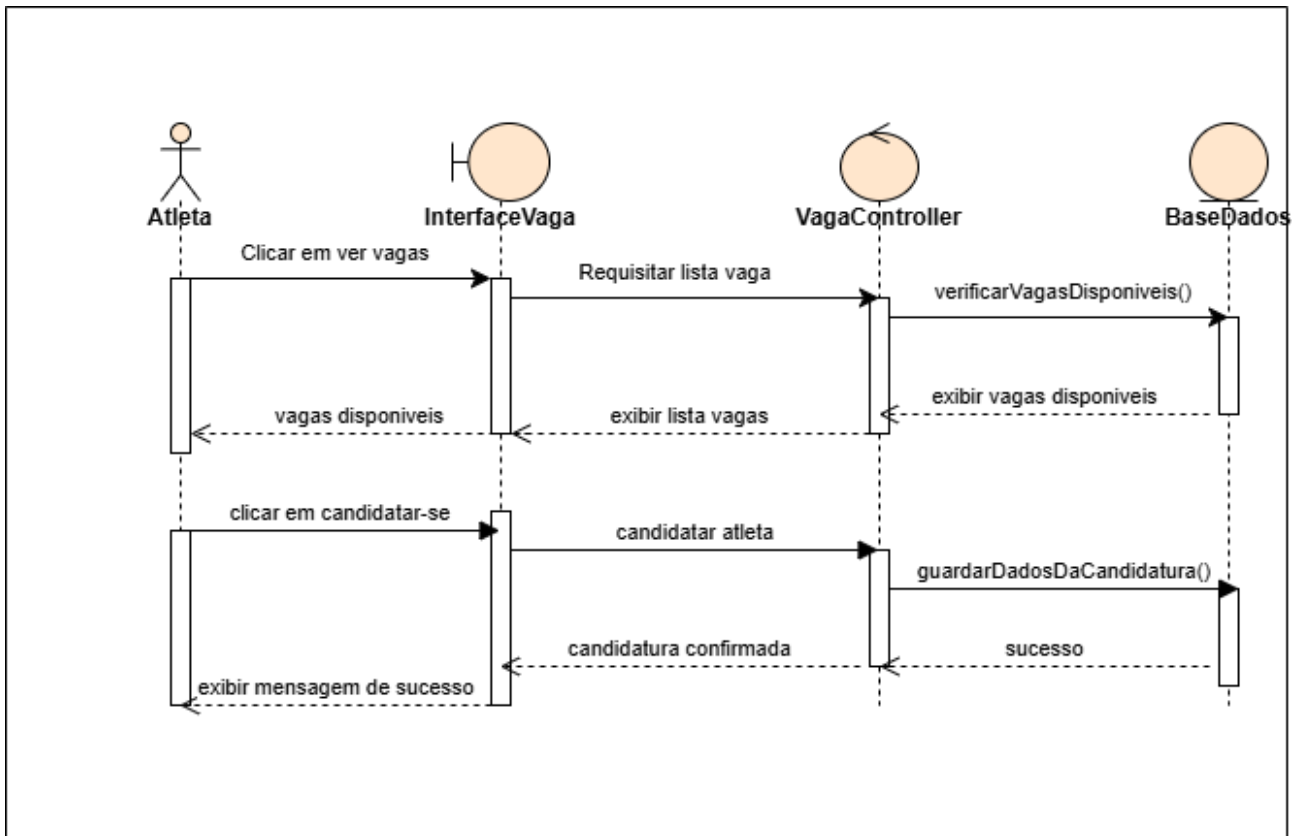 Atleta
InterfaceVaga
VagaController
BaseDados
Clicar em ver vagas
Requisitar lista vaga
verificarVagasDisponiveis()
exibir vagas disponiveis
exibir lista vagas
vagas disponiveis
clicar em candidatar-se
candidatar atleta
guardarDadosDaCandidatura()
sucesso
candidatura confirmada
exibir mensagem de sucesso